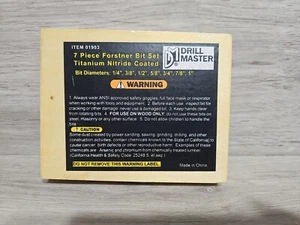 ITEM 01903
7 Piece Forstner Bit Set
Titanium Nitride Coated
DM DRILL MASTER
Bit Diameters: 1/4", 3/8", 1/2", 5/8", 3/4", 7/8", 1"
WARNING
1. Always wear ANSI approved safety goggles, full face mask or respirator
when working with tools and equipment. 2. Before each use, inspect bit for
cracking or other damage; never use if damaged. 3. Keep hands clear
from rotating bits. 4. FOR USE ON WOOD ONLY, do not use on steel,
Masonry or any other surface. 5. Do not allow children to handle the
bits.
CAUTION
Some dust created by power sanding, sawing, grinding, drilling, and other
construction activities, contain chemicals known to the State of California to
cause cancer, birth defects or other reproductive harm. Examples of these
chemicals are: Arsenic and chromium from chemically treated lumber.
(California Health & Safety Code 25249.5, et seq.)
DO NOT REMOVE THIS WARNING LABEL
Made in China